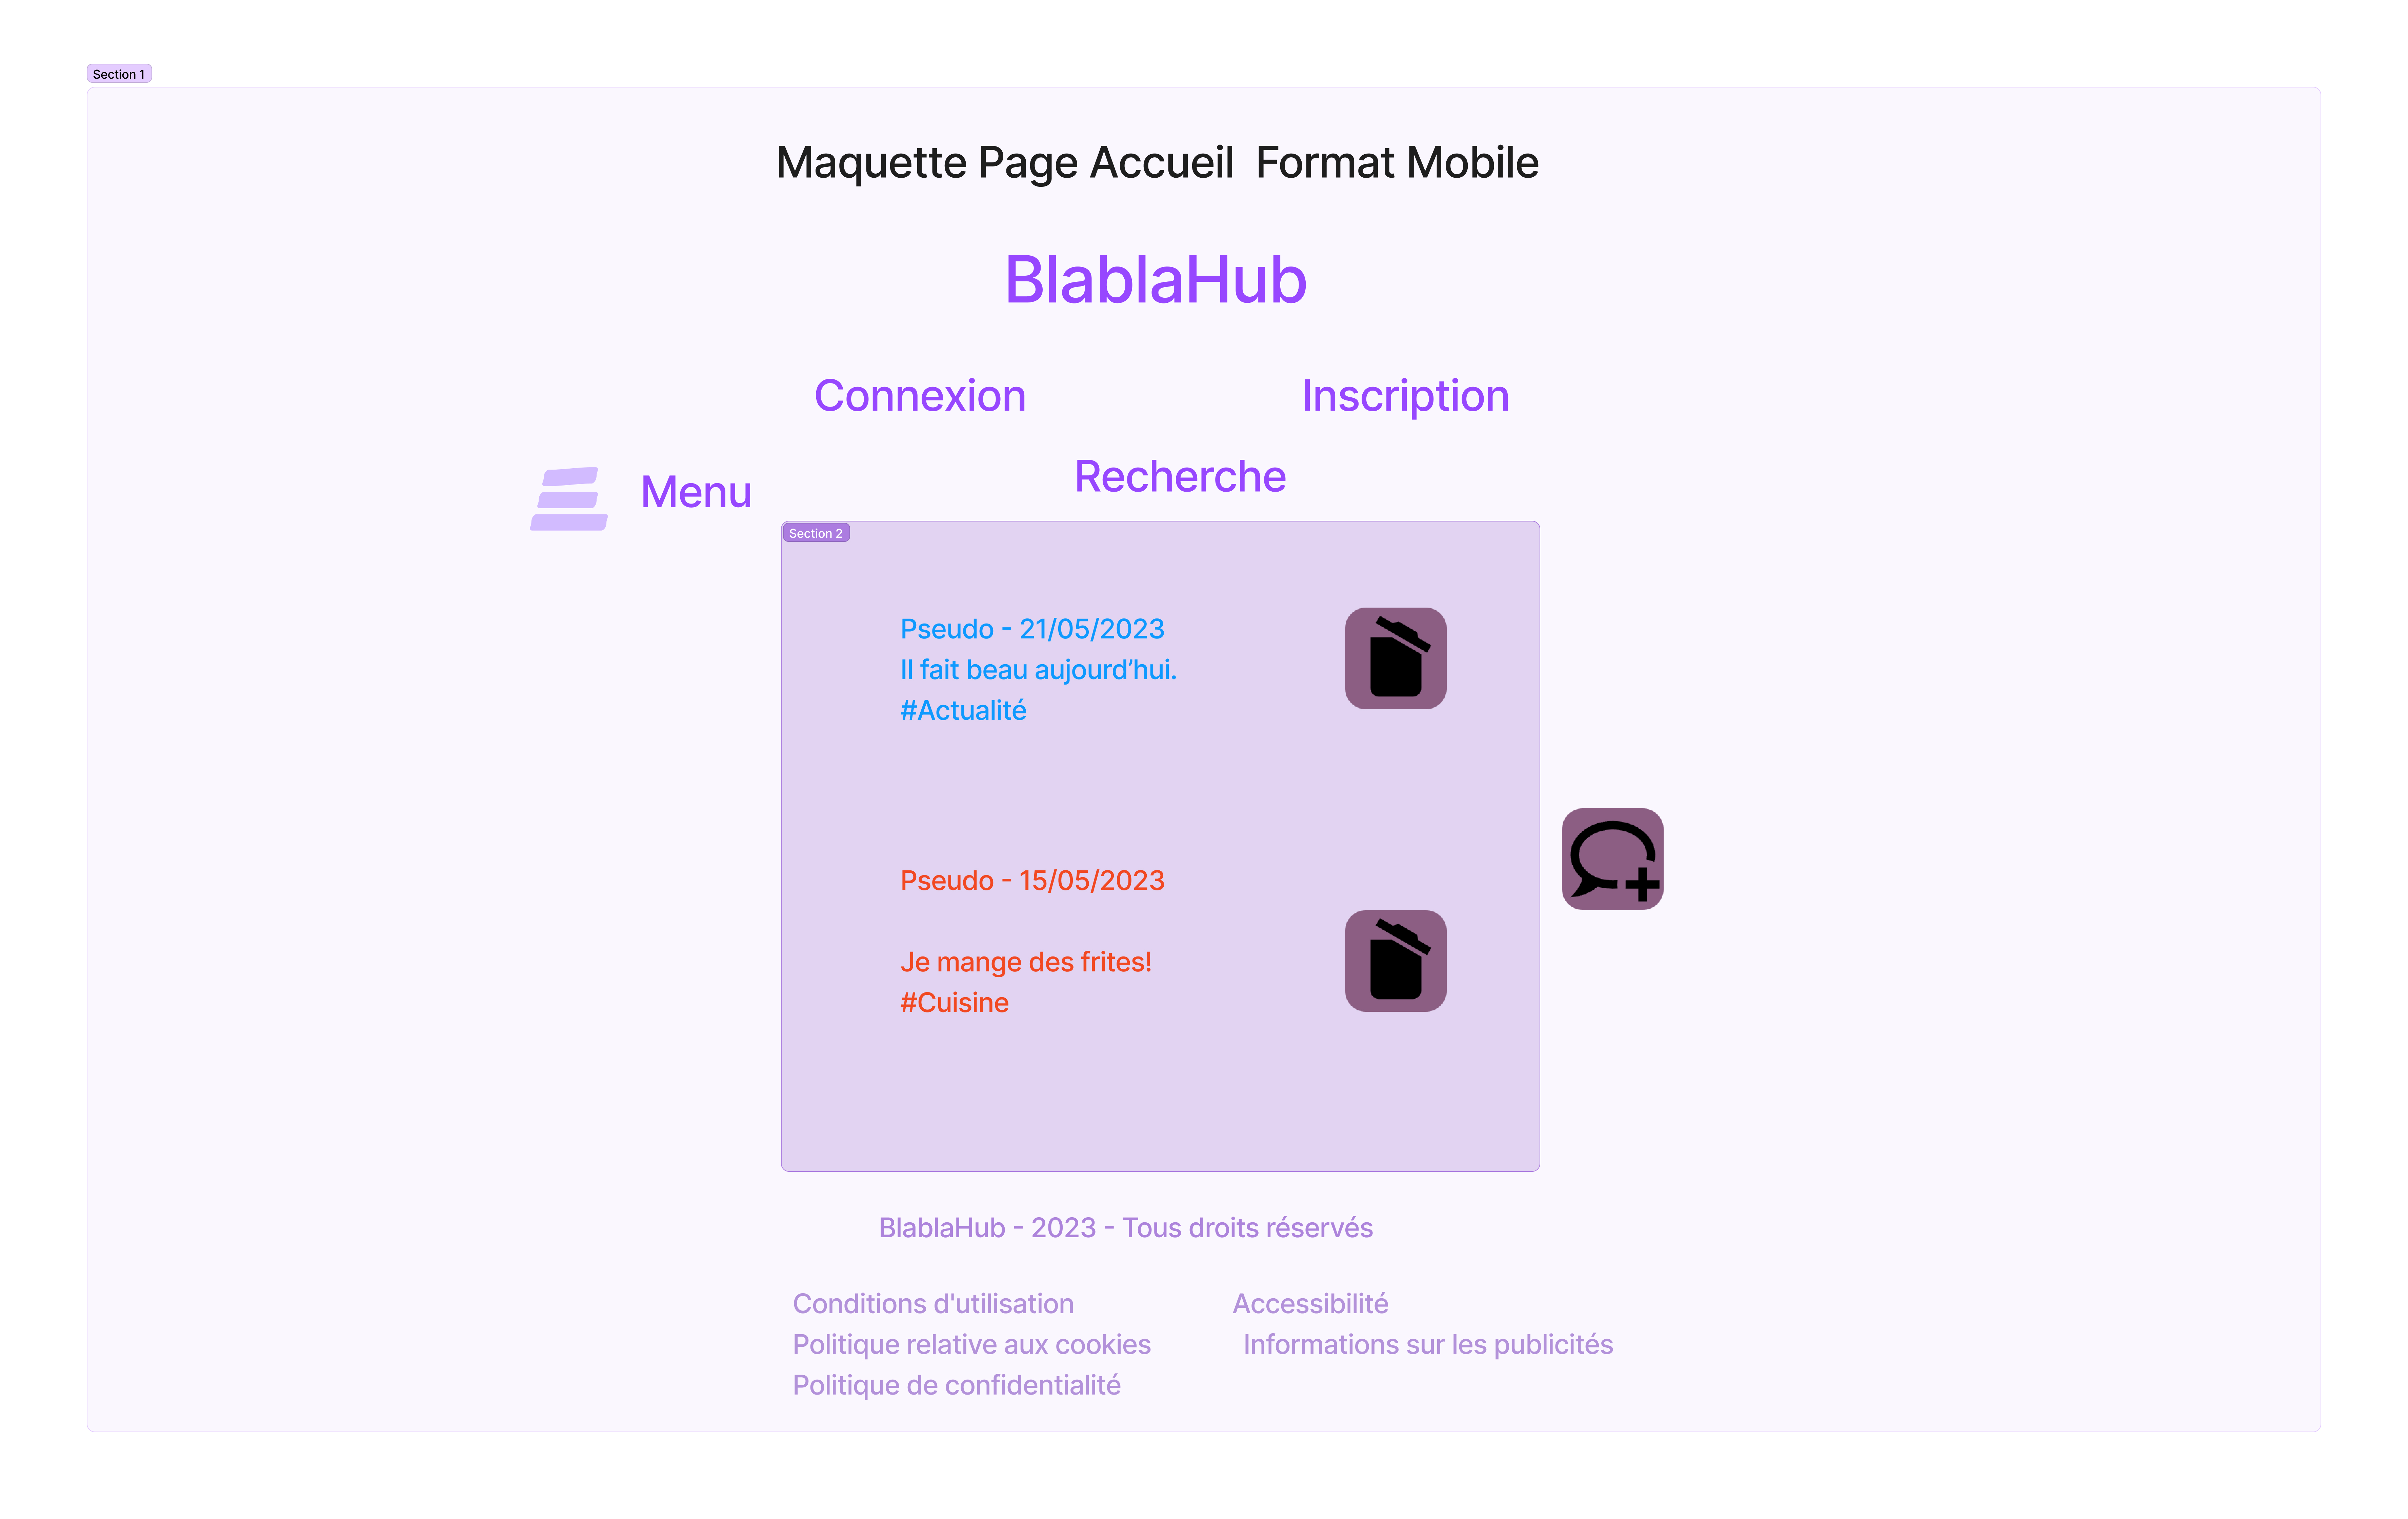 Section 1
Maquette Page Accueil  Format Mobile
BlablaHub
Connexion Inscription
Menu Recherche
Section 2
Pseudo - 21/05/2023
Il fait beau aujourd’hui.
#Actualité
Pseudo - 15/05/2023
Je mange des frites!
#Cuisine
BlablaHub - 2023 - Tous droits réservés
Conditions d'utilisation Accessibilité
Politique relative aux cookies Informations sur les publicités
Politique de confidentialité